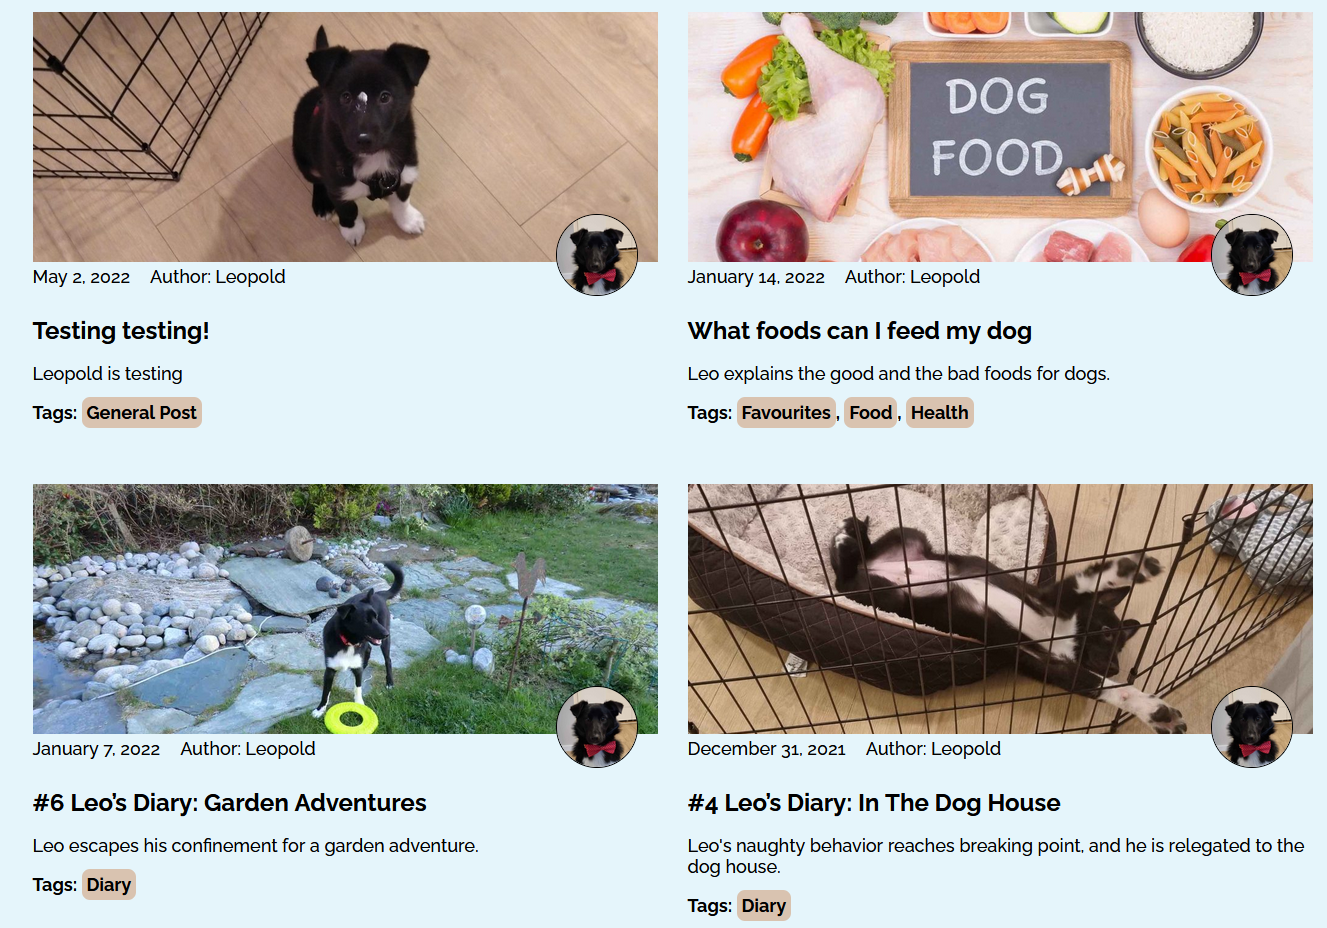 DOG
FOOD
May 2, 2022 Author: Leopold
Testing testing!
Leopold is testing
Tags: General Post
January 14, 2022 Author: Leopold
What foods can I feed my dog
Leo explains the good and the bad foods for dogs.
Tags: Favourites, Food, Health
January 7, 2022 Author: Leopold
#6 Leo’s Diary: Garden Adventures
Leo escapes his confinement for a garden adventure.
Tags: Diary
December 31, 2021 Author: Leopold
#4 Leo’s Diary: In The Dog House
Leo's naughty behavior reaches breaking point, and he is relegated to the
dog house.
Tags: Diary